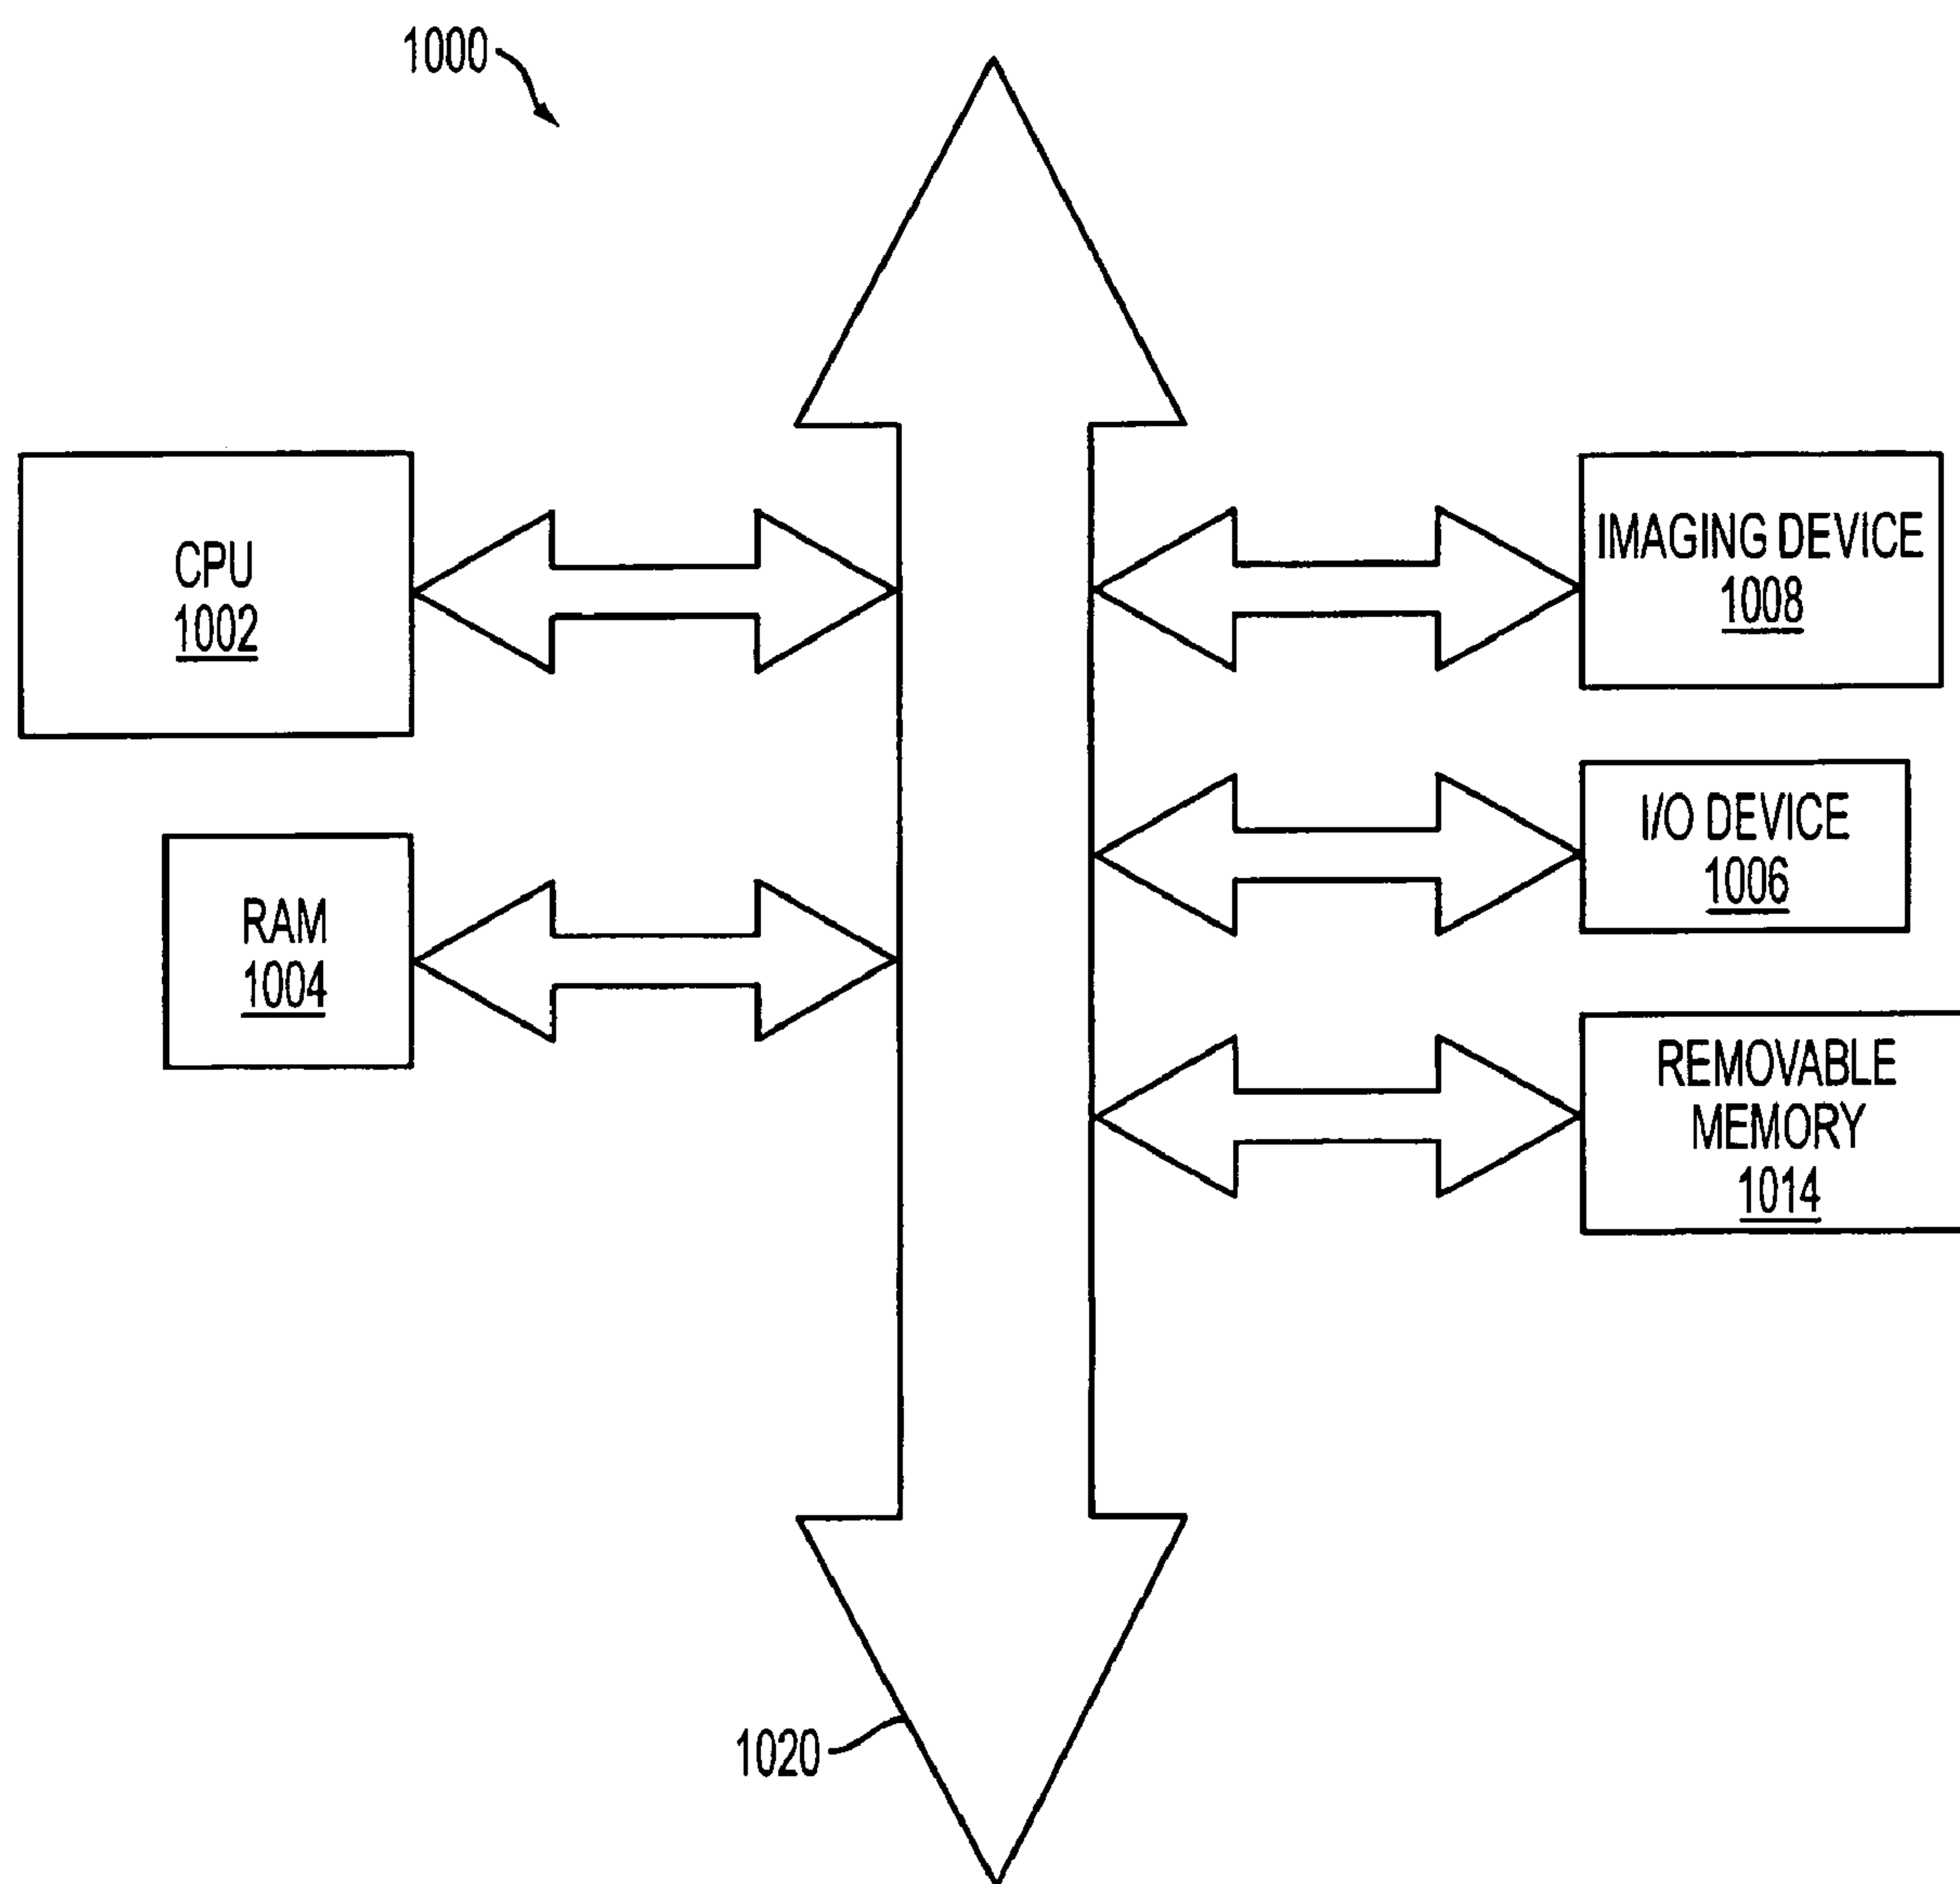 1000
CPU
1002
IMAGING DEVICE
1008
I/O DEVICE
1006
RAM
1004
REMOVABLE
MEMORY
1014
1020